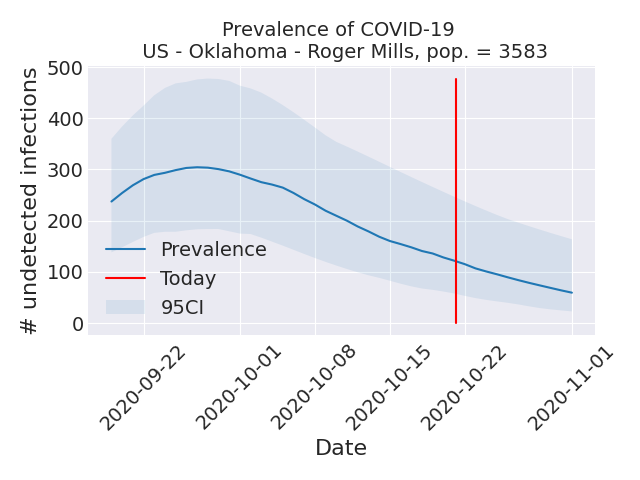 Prevalence of COVID-19
US - Oklahoma - Roger Mills, pop. = 3583
# undetected infections
500
400
300
200
100
0
Prevalence
Today
95CI
2020-09-22
2020-10-01
2020-10-08
2020-10-15
2020-10-22
2020-11-01
Date